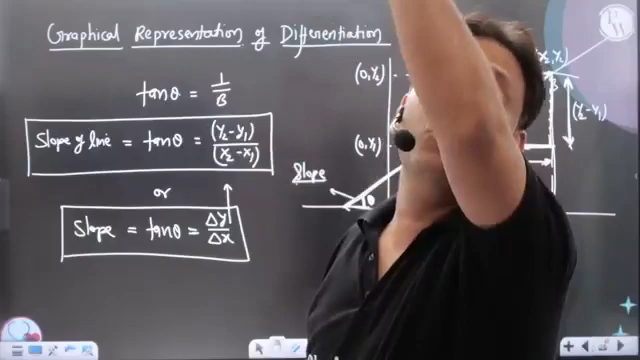 Graphical Representation of Differentiation
tanθ = 1/B
Slope of line = tanθ = (Y₂-Y₁)/(X₂-X₁)
or
Slope = tanθ = ΔY/ΔX
(X₂, Y₂)
(0,Y₂)
B
(Y₂-Y₁)
(0,Y₁)
Slope
θ